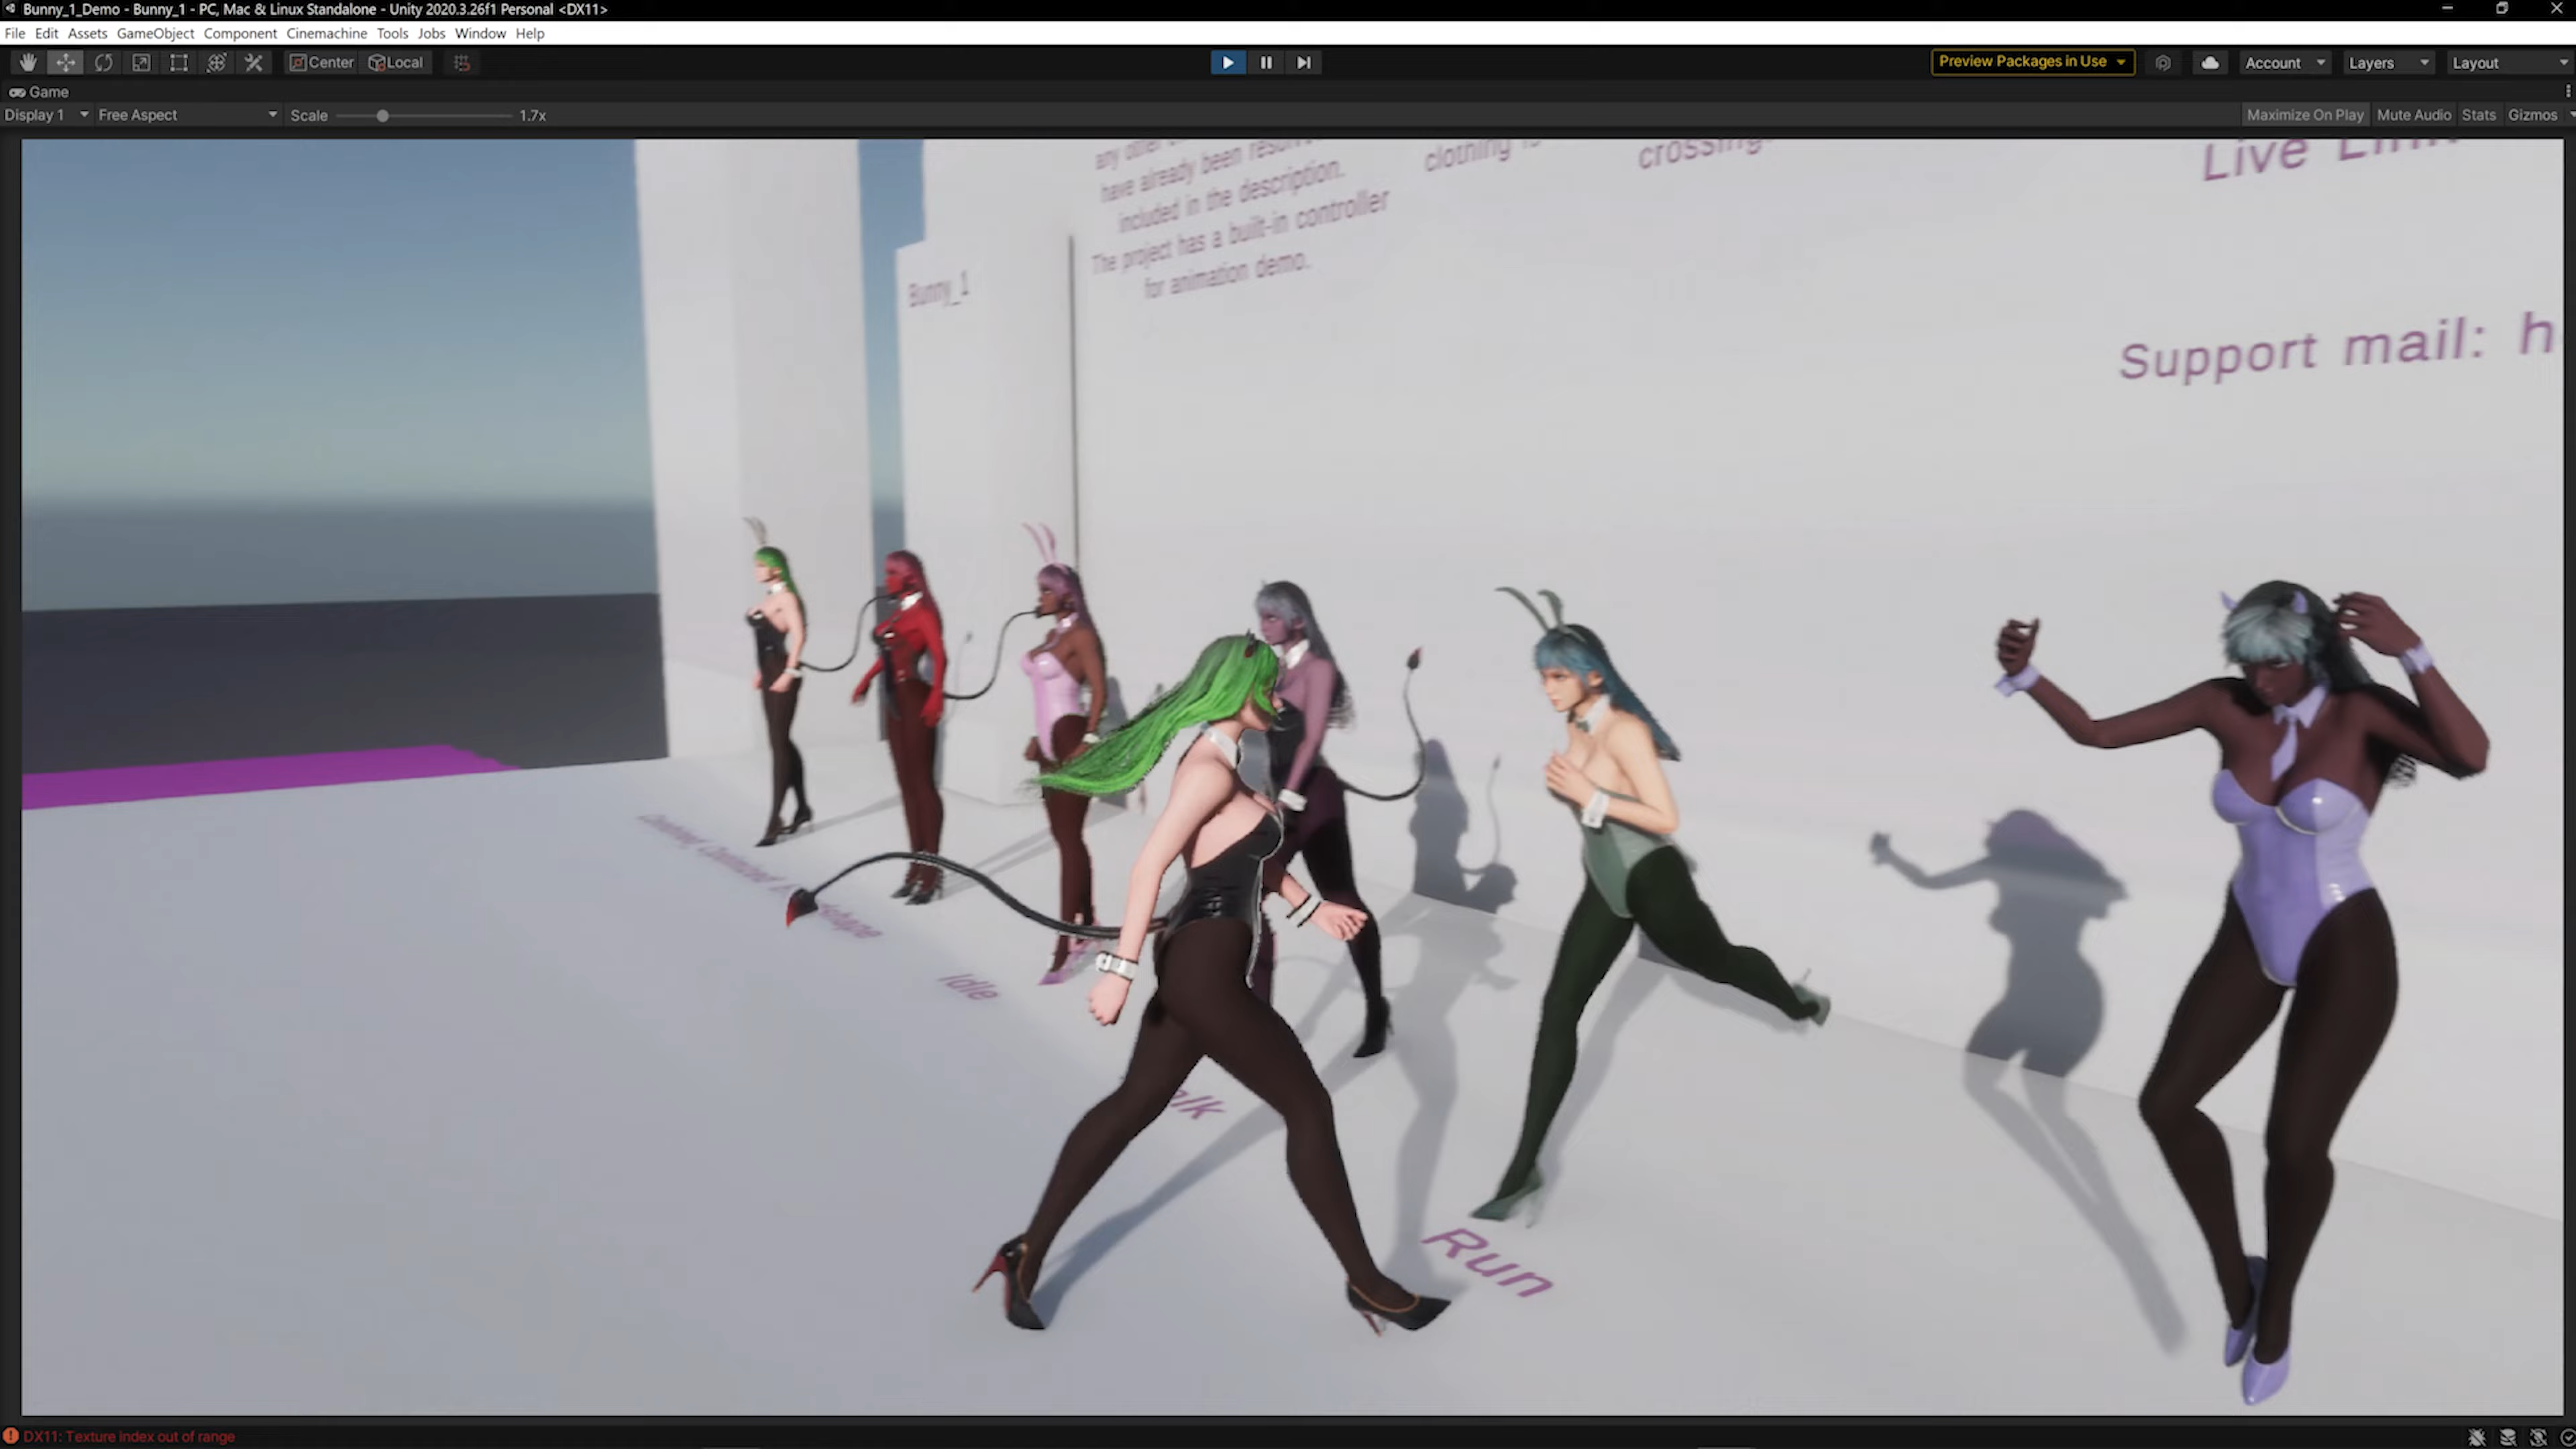 Bunny_1_Demo - Bunny_1 - PC, Mac & Linux Standalone - Unity 2020.3.26f1 Personal <DX11>
File Edit Assets GameObject Component Cinemachine Tools Jobs Window Help
Center Local Preview Packages in Use Account Layers Layout
Game
Display 1 Free Aspect Scale 1.7x Maximize On Play Mute Audio Stats Gizmos
any other
have already been
included in the description.
The project has a built-in controller
for animation demo.
clothing
crossing
Live
Support mail: h
Bunny_1
Idle
Run
DX11: Texture index out of range